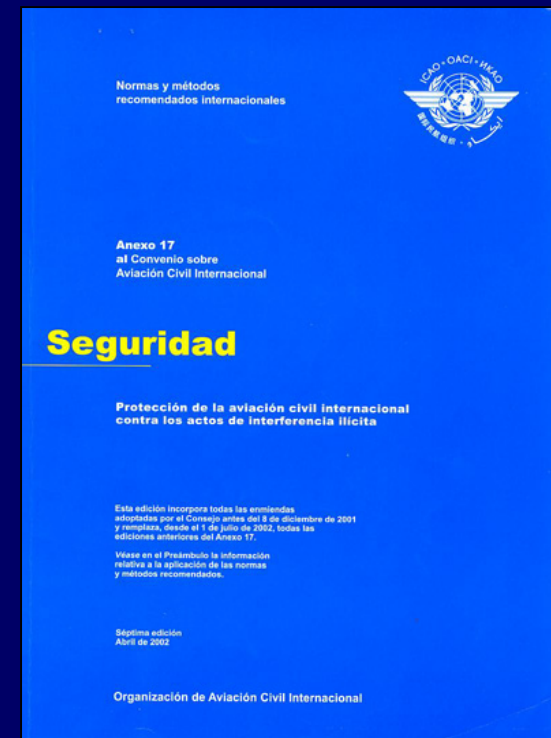 ICAO · OACI · ИКАО
Normas y métodos
recomendados internacionales
Anexo 17
al Convenio sobre
Aviación Civil Internacional
Seguridad
Protección de la aviación civil internacional
contra los actos de interferencia ilícita
Esta edición incorpora todas las enmiendas
adoptadas por el Consejo antes del 8 de diciembre de 2001
y remplaza, desde el 1 de julio de 2002, todas las
ediciones anteriores del Anexo 17.
Véase en el Preámbulo la información
relativa a la aplicación de las normas
y métodos recomendados.
Séptima edición
Abril de 2002
Organización de Aviación Civil Internacional